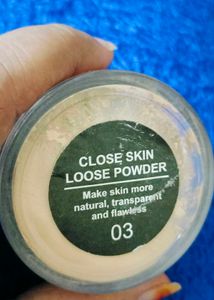 CLOSE SKIN
LOOSE POWDER
Make skin more
natural, transparent
and flawless
03